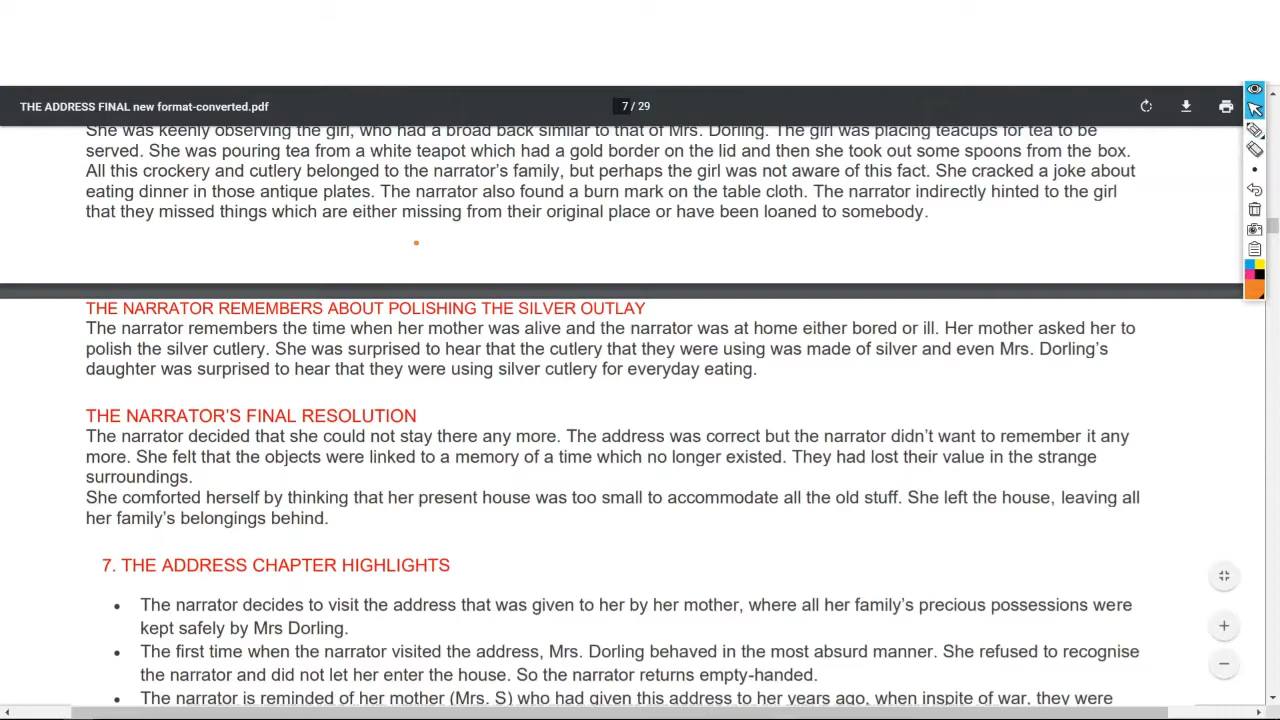 THE ADDRESS FINAL new format-converted.pdf
7 / 29
She was keenly observing the girl, who had a broad back similar to that of Mrs. Dorling. The girl was placing teacups for tea to be
served. She was pouring tea from a white teapot which had a gold border on the lid and then she took out some spoons from the box.
All this crockery and cutlery belonged to the narrator's family, but perhaps the girl was not aware of this fact. She cracked a joke about
eating dinner in those antique plates. The narrator also found a burn mark on the table cloth. The narrator indirectly hinted to the girl
that they missed things which are either missing from their original place or have been loaned to somebody.
THE NARRATOR REMEMBERS ABOUT POLISHING THE SILVER OUTLAY
The narrator remembers the time when her mother was alive and the narrator was at home either bored or ill. Her mother asked her to
polish the silver cutlery. She was surprised to hear that the cutlery that they were using was made of silver and even Mrs. Dorling's
daughter was surprised to hear that they were using silver cutlery for everyday eating.
THE NARRATOR'S FINAL RESOLUTION
The narrator decided that she could not stay there any more. The address was correct but the narrator didn't want to remember it any
more. She felt that the objects were linked to a memory of a time which no longer existed. They had lost their value in the strange
surroundings.
She comforted herself by thinking that her present house was too small to accommodate all the old stuff. She left the house, leaving all
her family's belongings behind.
7. THE ADDRESS CHAPTER HIGHLIGHTS
• The narrator decides to visit the address that was given to her by her mother, where all her family's precious possessions were
kept safely by Mrs Dorling.
• The first time when the narrator visited the address, Mrs. Dorling behaved in the most absurd manner. She refused to recognise
the narrator and did not let her enter the house. So the narrator returns empty-handed.
• The narrator is reminded of her mother (Mrs. S) who had given this address to her years ago, when inspite of war, they were